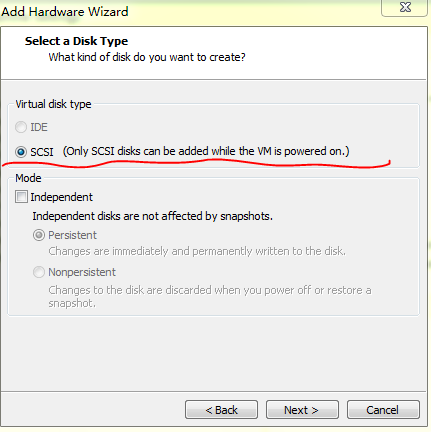 Add Hardware Wizard
Select a Disk Type
What kind of disk do you want to create?
Virtual disk type
IDE
SCSI (Only SCSI disks can be added while the VM is powered on.)
Mode
Independent
Independent disks are not affected by snapshots.
Persistent
Changes are immediately and permanently written to the disk.
Nonpersistent
Changes to the disk are discarded when you power off or restore a
snapshot.
< Back Next > Cancel